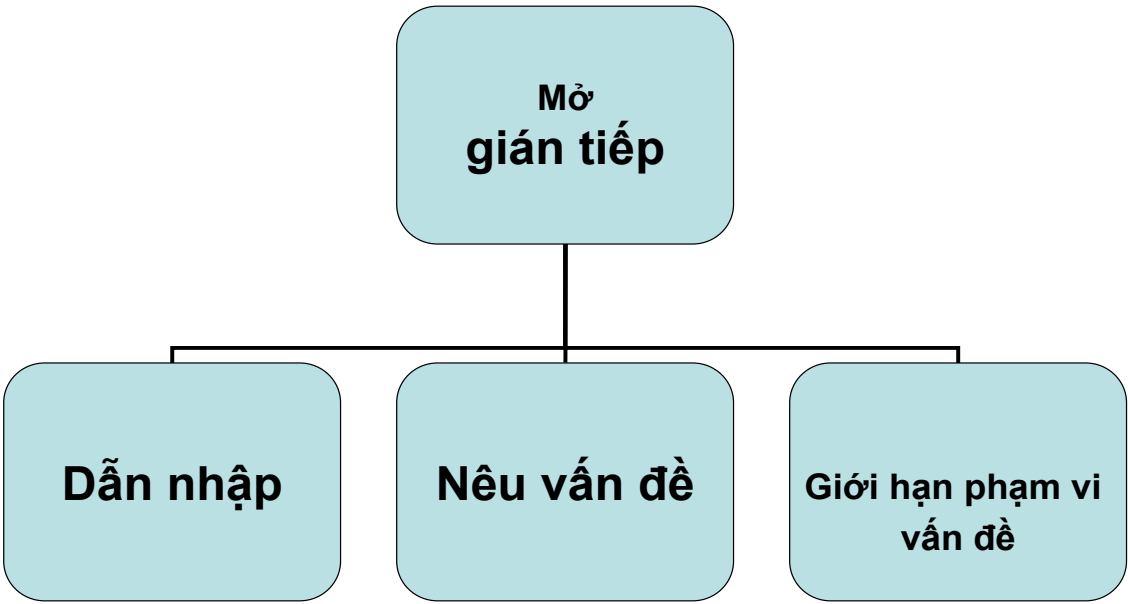 Mở
gián tiếp
Dẫn nhập
Nêu vấn đề
Giới hạn phạm vi
vấn đề